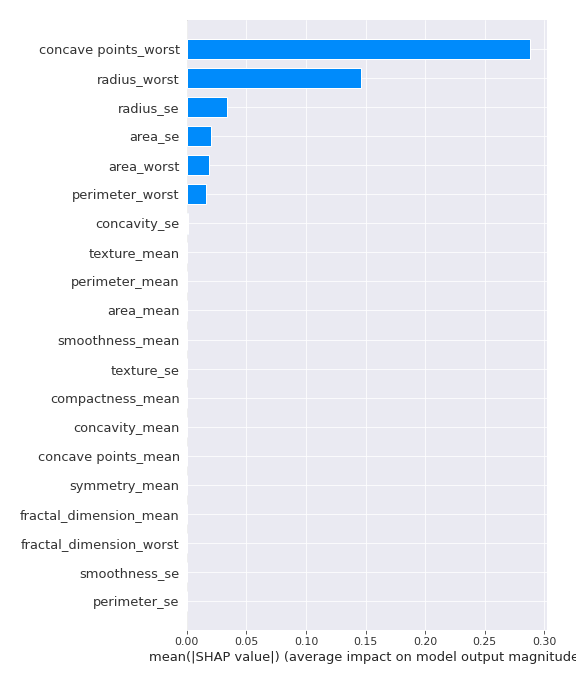 concave points_worst
radius_worst
radius_se
area_se
area_worst
perimeter_worst
concavity_se
texture_mean
perimeter_mean
area_mean
smoothness_mean
texture_se
compactness_mean
concavity_mean
concave points_mean
symmetry_mean
fractal_dimension_mean
fractal_dimension_worst
smoothness_se
perimeter_se
0.00 0.05 0.10 0.15 0.20 0.25 0.30
mean(|SHAP value|) (average impact on model output magnitude